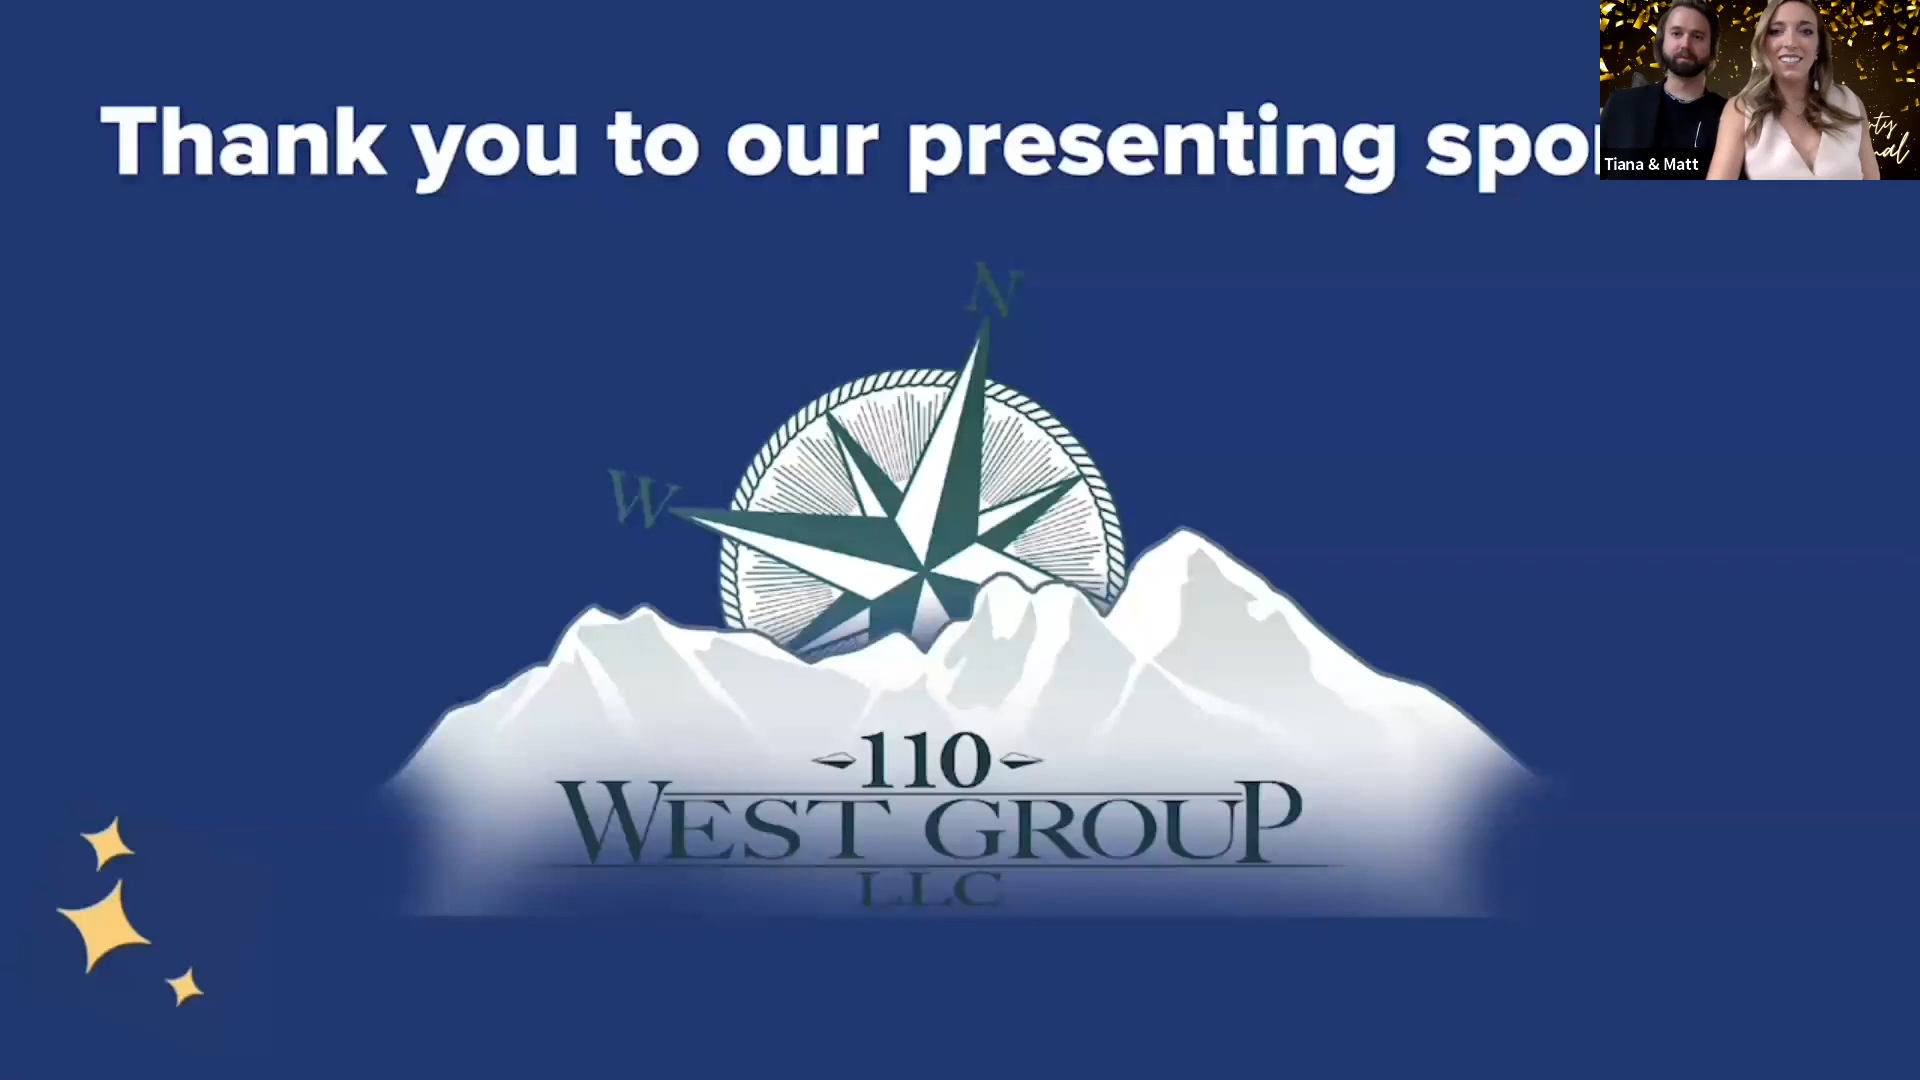 Thank you to our presenting spo
Tiana & Matt
N
W
110
WEST GROUP
LLC